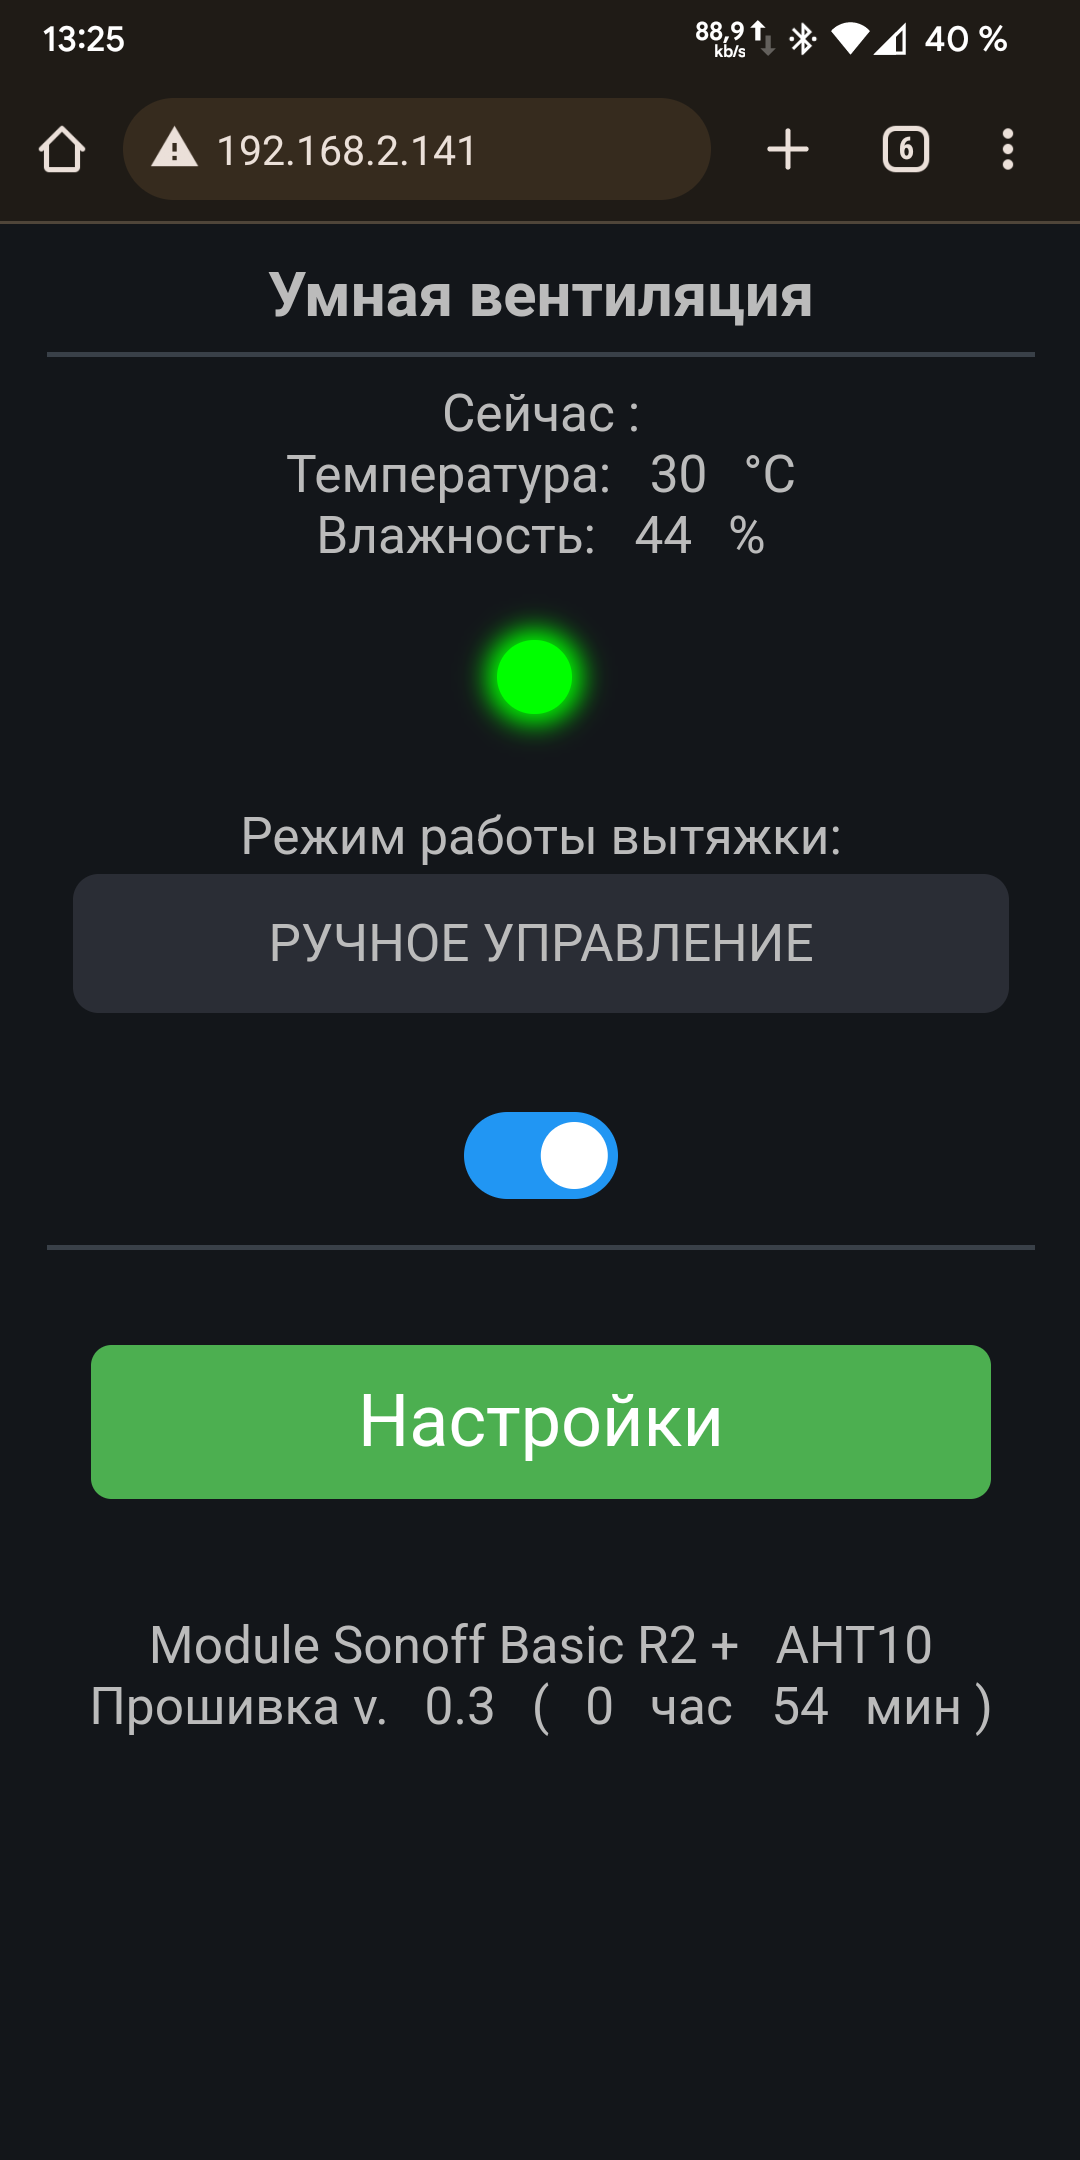 13:25
88,9
kb/s
40 %
192.168.2.141
6
Умная вентиляция
Сейчас :
Температура: 30 °C
Влажность: 44 %
Режим работы вытяжки:
РУЧНОЕ УПРАВЛЕНИЕ
Настройки
Module Sonoff Basic R2 + AHT10
Прошивка v. 0.3 ( 0 час 54 мин )